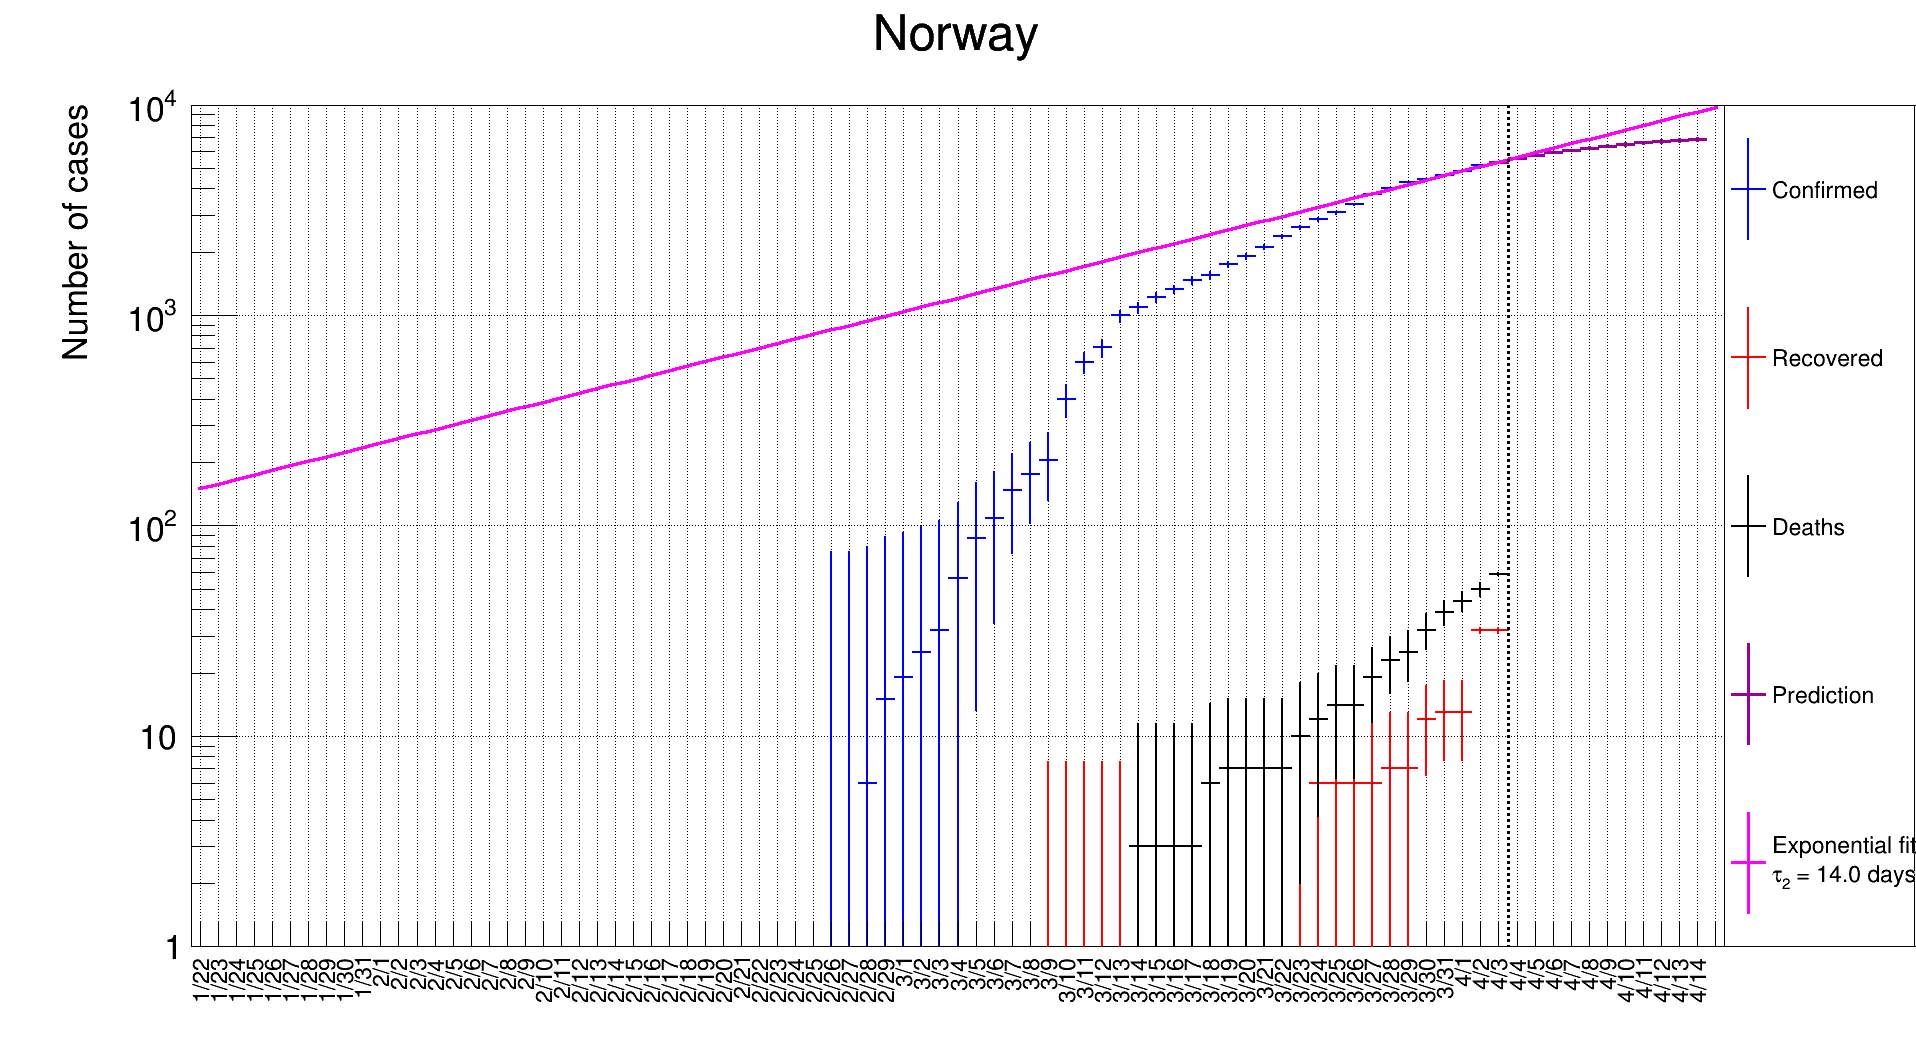 Norway
Number of cases
10^4
10^3
10^2
10
1
1/22 1/23 1/24 1/25 1/26 1/27 1/28 1/29 1/30 1/31 2/1 2/2 2/3 2/4 2/5 2/6 2/7 2/8 2/9 2/10 2/11 2/12 2/13 2/14 2/15 2/16 2/17 2/18 2/19 2/20 2/21 2/22 2/23 2/24 2/25 2/26 2/27 2/28 2/29 3/1 3/2 3/3 3/4 3/5 3/6 3/7 3/8 3/9 3/10 3/11 3/12 3/13 3/14 3/15 3/16 3/17 3/18 3/19 3/20 3/21 3/22 3/23 3/24 3/25 3/26 3/27 3/28 3/29 3/30 3/31 4/1 4/2 4/3 4/4 4/5 4/6 4/7 4/8 4/9 4/10 4/11 4/12 4/13 4/14
Confirmed
Recovered
Deaths
Prediction
Exponential fit
τ₂ = 14.0 days